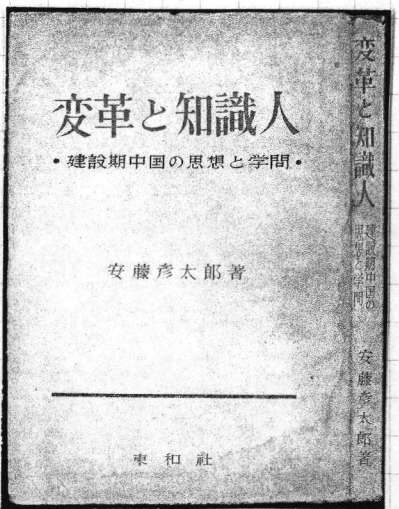 変革と知識人
・建設期中国の思想と学問・
安藤彦太郎著
東和社
変革と知識人
建設期中国の
思想と学問
安藤彦太郎著